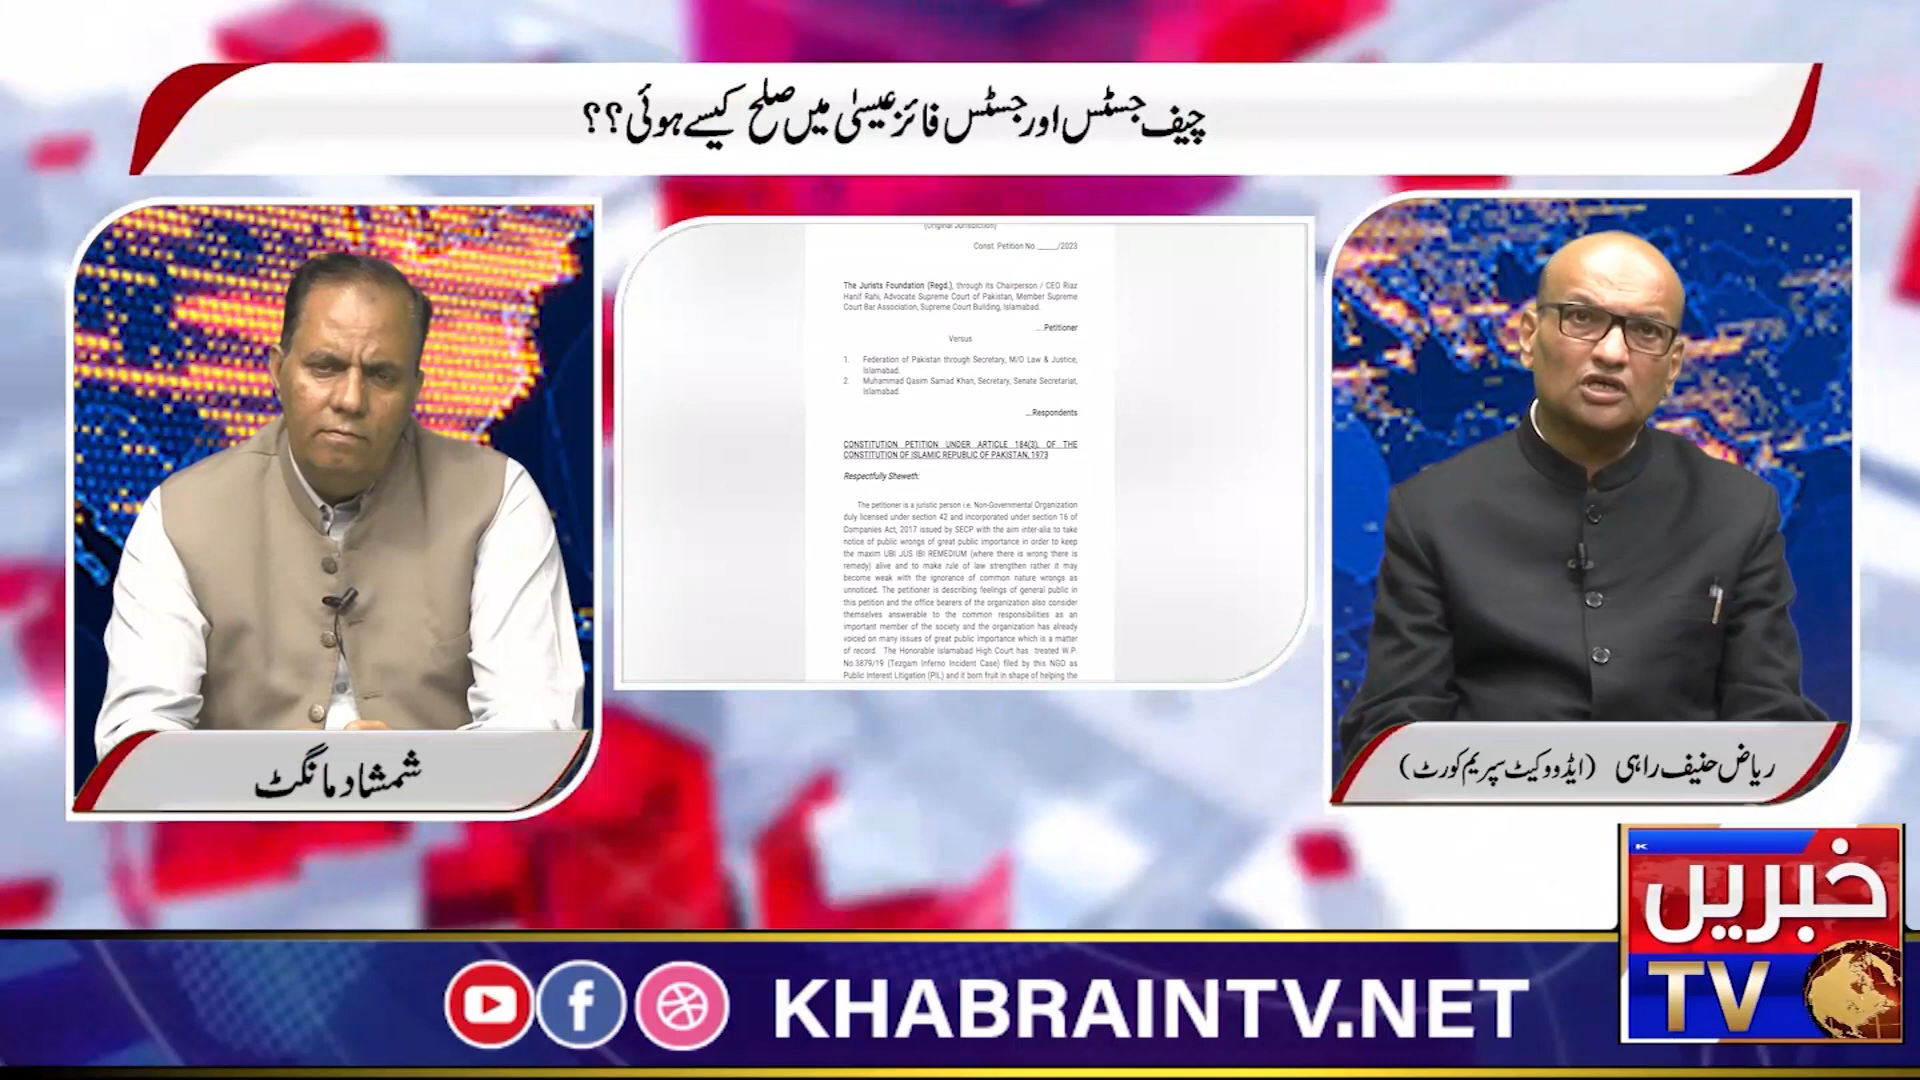 چیف جسٹس اور جسٹس فائز عیسیٰ میں صلح کیسے ہوئی؟؟
(Original Jurisdiction)
Const. Petition No._____/2023
The Jurists Foundation (Regd.), through its Chairperson / CEO Riaz
Hanif Rahi, Advocate Supreme Court of Pakistan, Member Supreme
Court Bar Association, Supreme Court Building, Islamabad.
....Petitioner
Versus
1. Federation of Pakistan through Secretary, M/O Law & Justice,
Islamabad.
2. Muhammad Qasim Samad Khan, Secretary, Senate Secretariat,
Islamabad.
....Respondents
CONSTITUTION PETITION UNDER ARTICLE 184(3), OF THE
CONSTITUTION OF ISLAMIC REPUBLIC OF PAKISTAN, 1973
Respectfully Sheweth:
The petitioner is a juristic person i.e. Non-Governmental Organization
duly licensed under section 42 and incorporated under section 16 of
Companies Act, 2017 issued by SECP with the aim inter-alia to take
notice of public wrongs of great public importance in order to keep
the maxim UBI JUS IBI REMEDIUM (where there is wrong there is
remedy) alive and to make rule of law strengthen rather it may
become weak with the ignorance of common nature wrongs as
unnoticed. The petitioner is describing feelings of general public in
this petition and the office bearers of the organization also consider
themselves answerable to the common responsibilities as an
important member of the society and the organization has already
voiced on many issues of great public importance which is a matter
of record. The Honorable Islamabad High Court has treated W.P.
No.3879/19 (Tezgam Inferno Incident Case) filed by this NGO as
Public Interest Litigation (PIL) and it born fruit in shape of helping the
شمشاد مانگٹ
ریاض حنیف راہی (ایڈووکیٹ سپریم کورٹ)
K
خبریں
TV
KHABRAINTV.NET